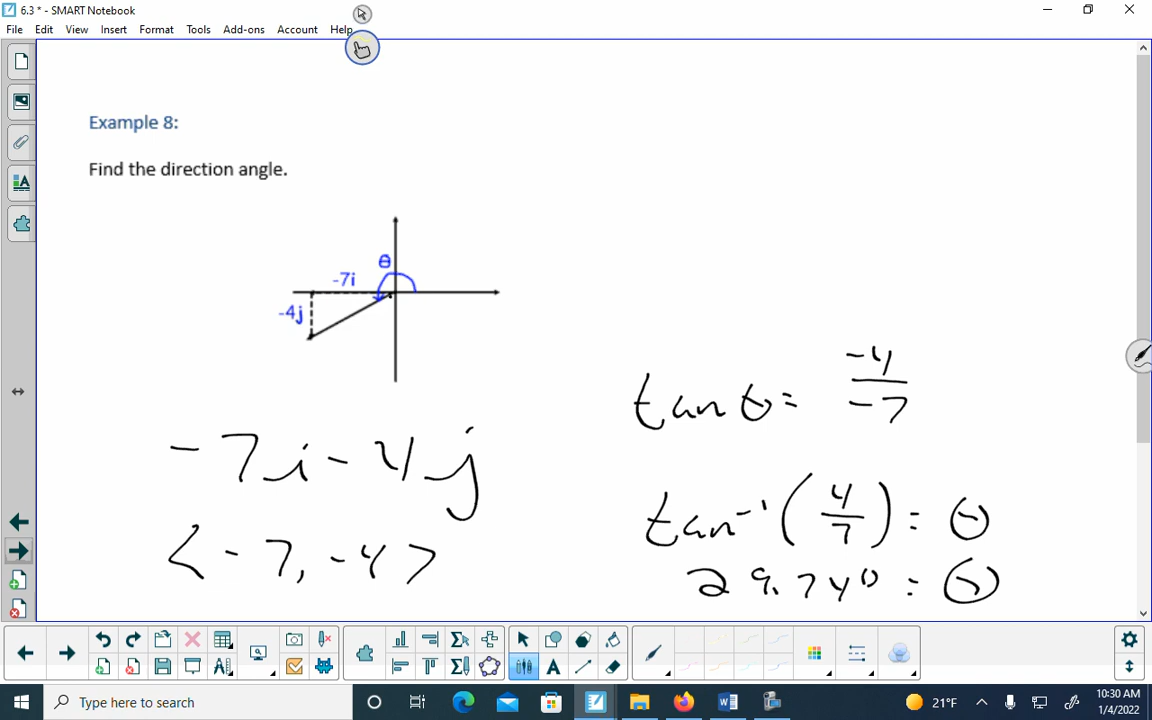 6.3 * - SMART Notebook
File Edit View Insert Format Tools Add-ons Account Help
Example 8:
Find the direction angle.
θ
-7i
-4j
tan θ = -4/-7
-7i - 4j
tan⁻¹(4/7) = θ
<-7, -4>
29.74° = θ
Type here to search
21°F
10:30 AM
1/4/2022